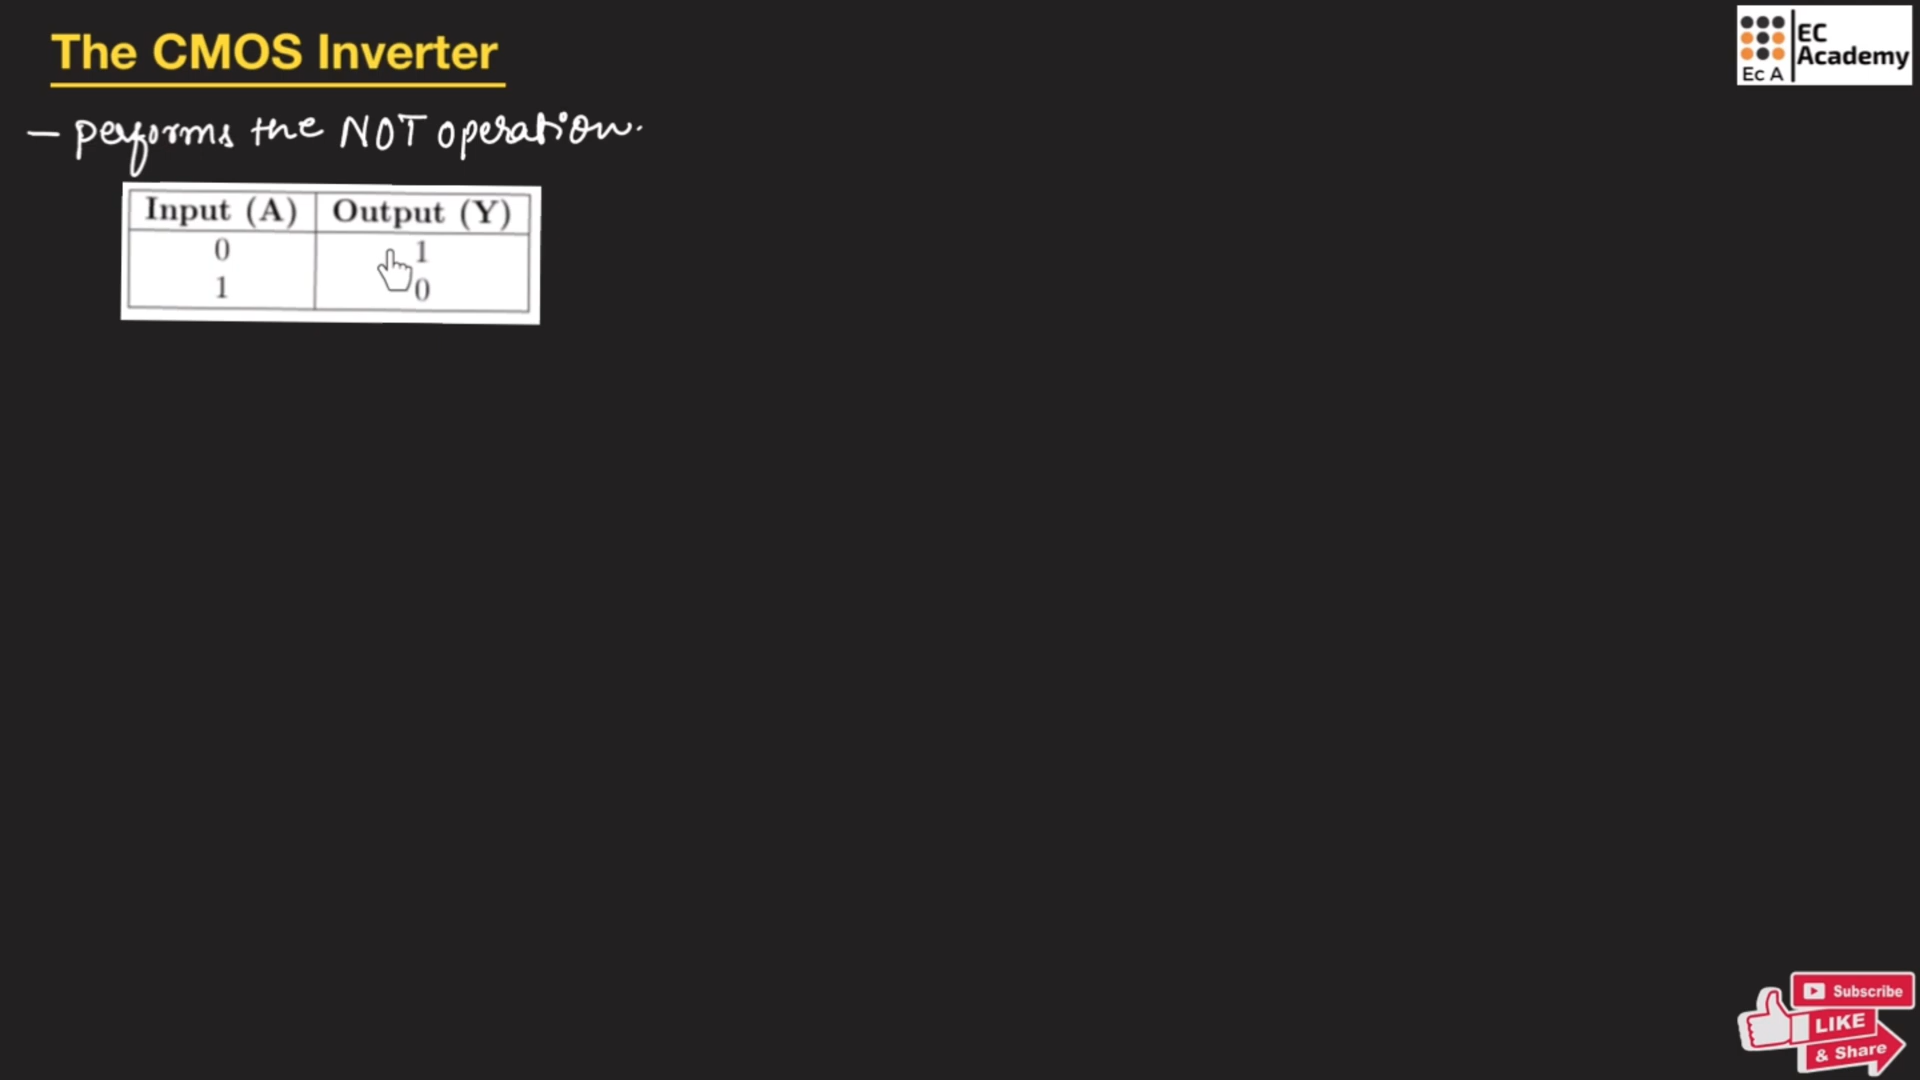 The CMOS Inverter
EC
Academy
Ec A
– performs the NOT operation.
Input (A) Output (Y)
0 1
1 0
Subscribe
LIKE
& Share